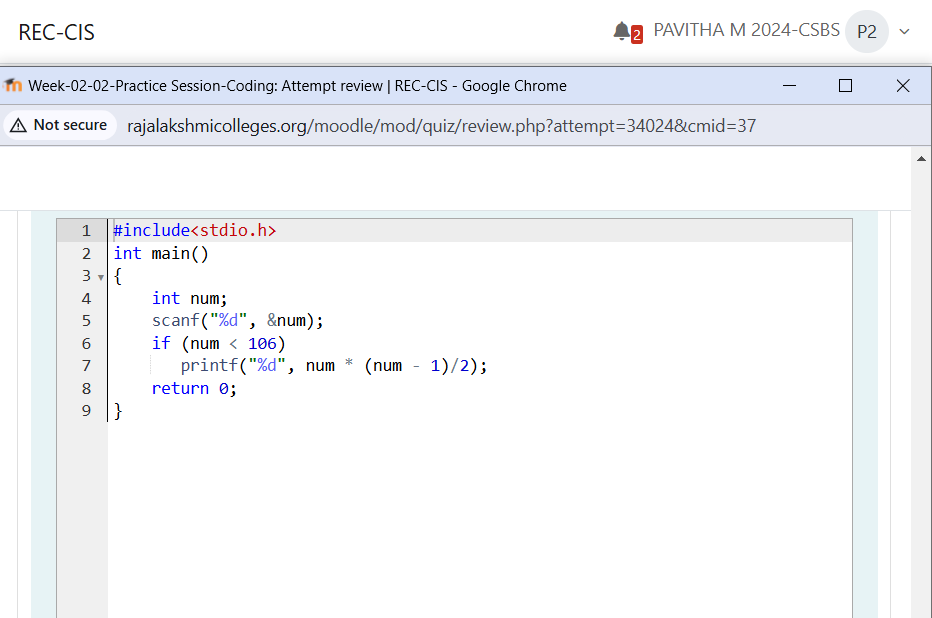 REC-CIS
2 PAVITHA M 2024-CSBS P2
Week-02-02-Practice Session-Coding: Attempt review | REC-CIS - Google Chrome
Not secure rajalakshmicolleges.org/moodle/mod/quiz/review.php?attempt=34024&cmid=37
1 #include<stdio.h>
2 int main()
3 {
4     int num;
5     scanf("%d", &num);
6     if (num < 106)
7        printf("%d", num * (num - 1)/2);
8     return 0;
9 }